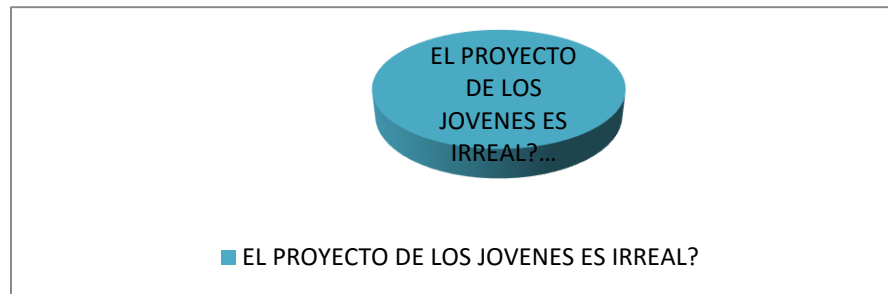 EL PROYECTO
DE LOS
JOVENES ES
IRREAL?...
EL PROYECTO DE LOS JOVENES ES IRREAL?